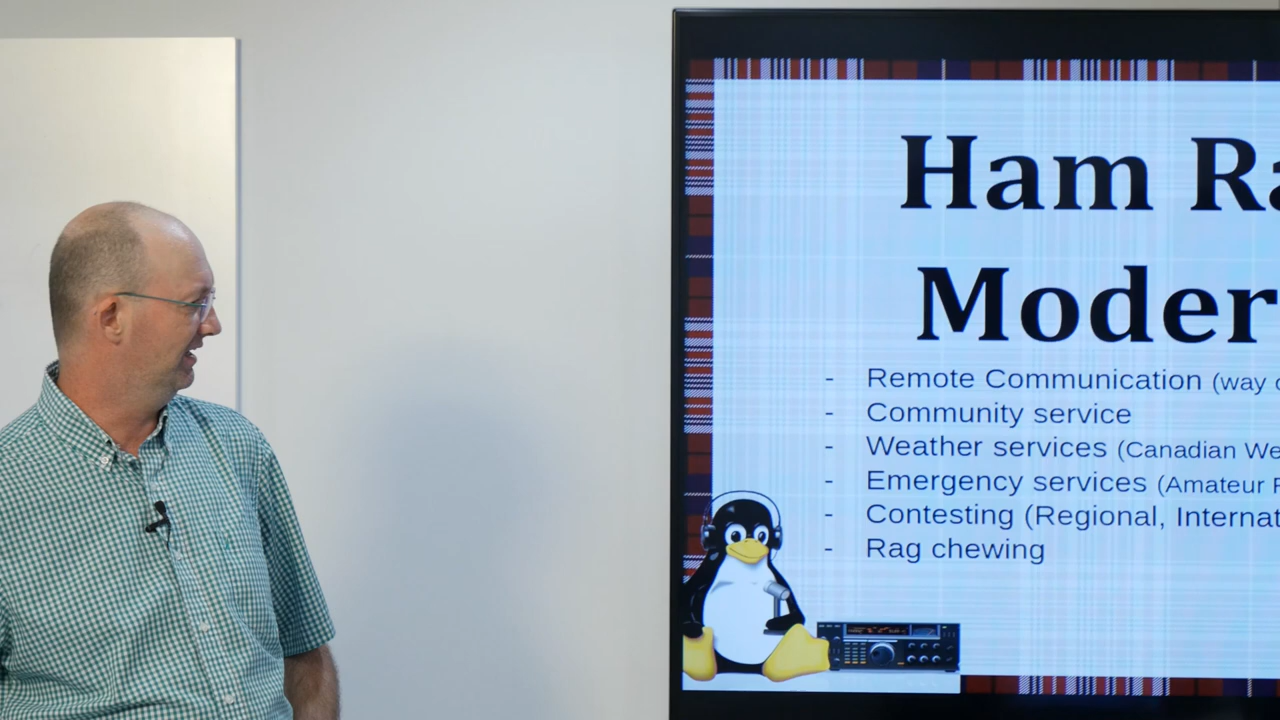 Ham Ra
Moder
- Remote Communication (way
- Community service
- Weather services (Canadian We
- Emergency services (Amateur
- Contesting (Regional, Internat
- Rag chewing